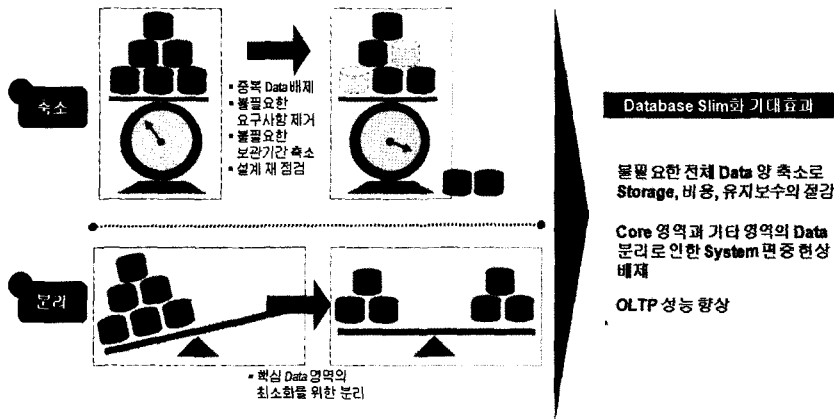 축소
▪ 중복 Data 배제
▪ 불필요한
요구사항 제거
▪ 불필요한
보관기간 축소
▪ 설계 재 점검
분리
▪ 핵심 Data 영역의
최소화를 위한 분리
Database Slim화 기대효과
불필요한 전체 Data 양 축소로
Storage, 비용, 유지보수의 절감
Core 영역과 기타 영역의 Data
분리로 인한 System 편중 현상
배제
OLTP 성능 향상